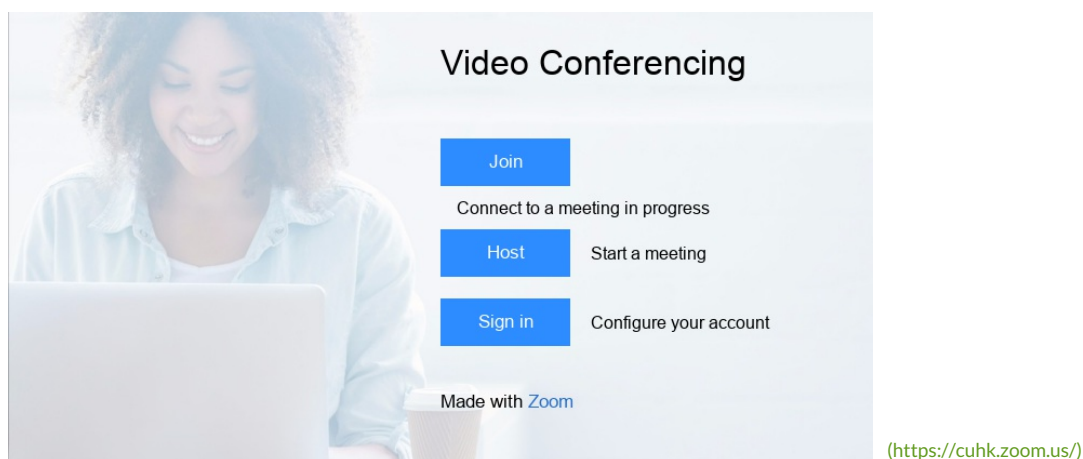 Video Conferencing
Join
Connect to a meeting in progress
Host Start a meeting
Sign in Configure your account
Made with Zoom
(https://cuhk.zoom.us/)